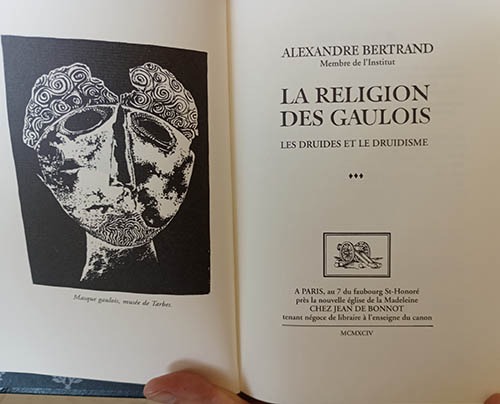 Masque gaulois, musée de Tarbes.
ALEXANDRE BERTRAND
Membre de l'Institut
LA RELIGION
DES GAULOIS
LES DRUIDES ET LE DRUIDISME
A PARIS, au 7 du faubourg St-Honoré
près la nouvelle église de la Madeleine
CHEZ JEAN DE BONNOT
tenant négoce de libraire à l'enseigne du canon
MCMXCIV